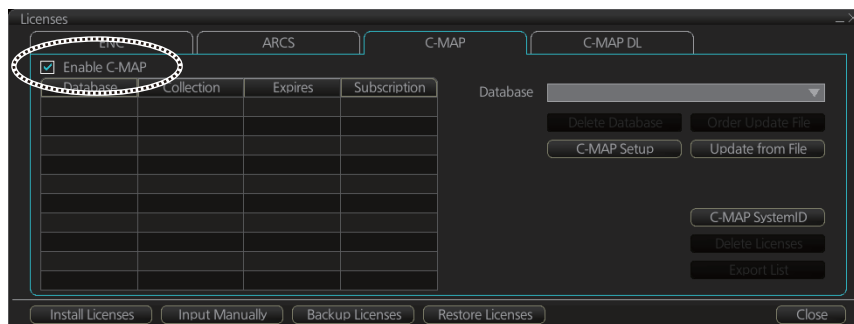 Licenses
ENC ARCS C-MAP C-MAP DL
Enable C-MAP
Database Collection Expires Subscription
Database
Delete Database Order Update File
C-MAP Setup Update from File
C-MAP SystemID
Delete Licenses
Export List
Install Licenses Input Manually Backup Licenses Restore Licenses Close